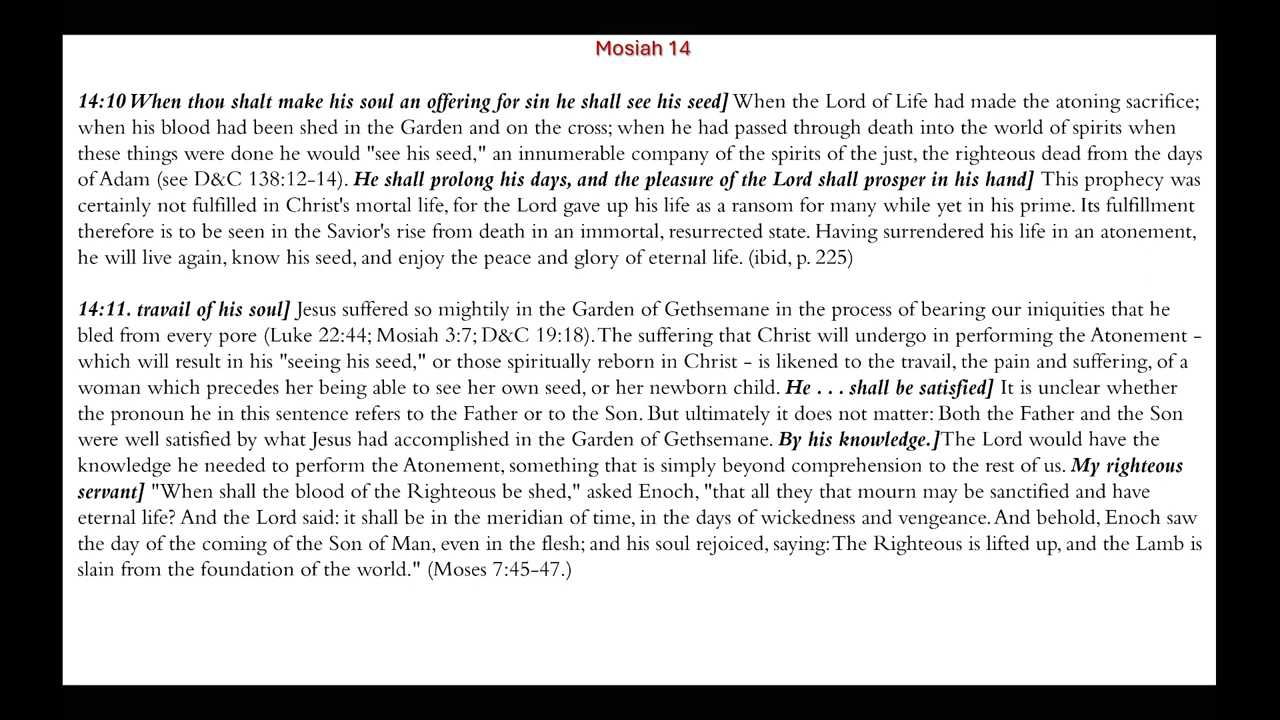 Mosiah 14
14:10 When thou shalt make his soul an offering for sin he shall see his seed] When the Lord of Life had made the atoning sacrifice;
when his blood had been shed in the Garden and on the cross; when he had passed through death into the world of spirits when
these things were done he would "see his seed," an innumerable company of the spirits of the just, the righteous dead from the days
of Adam (see D&C 138:12-14). He shall prolong his days, and the pleasure of the Lord shall prosper in his hand] This prophecy was
certainly not fulfilled in Christ's mortal life, for the Lord gave up his life as a ransom for many while yet in his prime. Its fulfillment
therefore is to be seen in the Savior's rise from death in an immortal, resurrected state. Having surrendered his life in an atonement,
he will live again, know his seed, and enjoy the peace and glory of eternal life. (ibid, p. 225)
14:11. travail of his soul] Jesus suffered so mightily in the Garden of Gethsemane in the process of bearing our iniquities that he
bled from every pore (Luke 22:44; Mosiah 3:7; D&C 19:18). The suffering that Christ will undergo in performing the Atonement -
which will result in his "seeing his seed," or those spiritually reborn in Christ - is likened to the travail, the pain and suffering, of a
woman which precedes her being able to see her own seed, or her newborn child. He . . . shall be satisfied] It is unclear whether
the pronoun he in this sentence refers to the Father or to the Son. But ultimately it does not matter: Both the Father and the Son
were well satisfied by what Jesus had accomplished in the Garden of Gethsemane. By his knowledge.]The Lord would have the
knowledge he needed to perform the Atonement, something that is simply beyond comprehension to the rest of us. My righteous
servant] "When shall the blood of the Righteous be shed," asked Enoch, "that all they that mourn may be sanctified and have
eternal life? And the Lord said: it shall be in the meridian of time, in the days of wickedness and vengeance. And behold, Enoch saw
the day of the coming of the Son of Man, even in the flesh; and his soul rejoiced, saying: The Righteous is lifted up, and the Lamb is
slain from the foundation of the world." (Moses 7:45-47.)